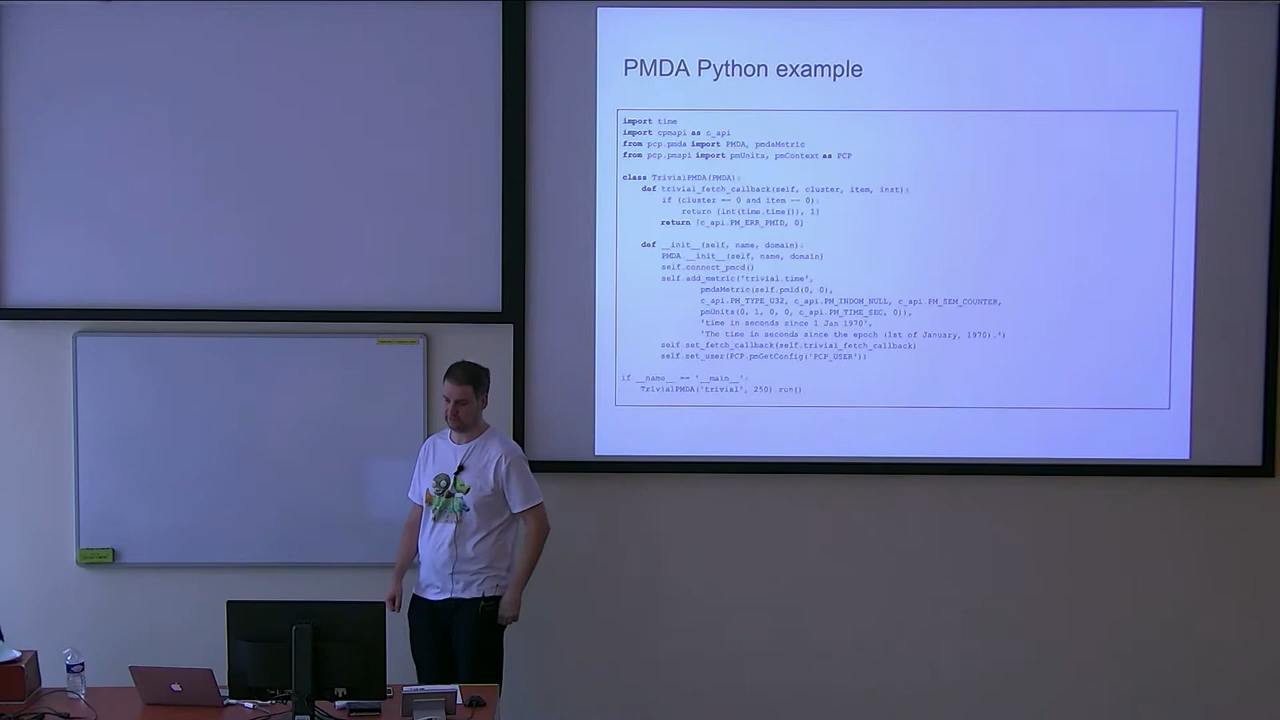 PMDA Python example
import time
import cpmapi as c_api
from pcp.pmda import PMDA, pmdaMetric
from pcp.pmapi import pmUnits, pmContext as PCP
class TrivialPMDA(PMDA):
def trivial_fetch_callback(self, cluster, item, inst):
if (cluster == 0 and item == 0):
return [int(time.time()), 1]
return [c_api.PM_ERR_PMID, 0]
def __init__(self, name, domain):
PMDA.__init__(self, name, domain)
self.connect_pmcd()
self.add_metric('trivial.time',
pmdaMetric(self.pmid(0, 0),
c_api.PM_TYPE_U32, c_api.PM_INDOM_NULL, c_api.PM_SEM_COUNTER,
pmUnits(0, 1, 0, 0, c_api.PM_TIME_SEC, 0)),
'time in seconds since 1 Jan 1970',
'The time in seconds since the epoch (1st of January, 1970).')
self.set_fetch_callback(self.trivial_fetch_callback)
self.set_user(PCP.pmGetConfig('PCP_USER'))
if __name__ == '__main__':
TrivialPMDA('trivial', 250).run()